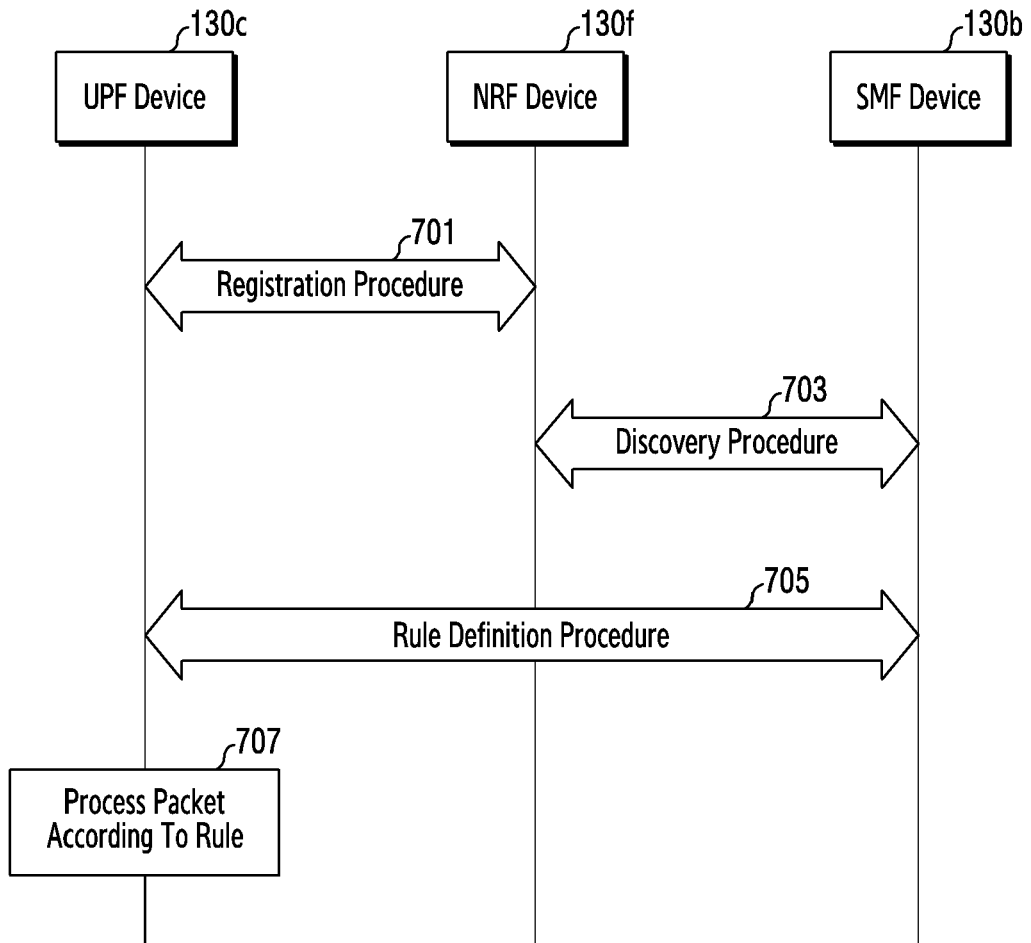 130c
130f
130b
UPF Device
NRF Device
SMF Device
701
Registration Procedure
703
Discovery Procedure
705
Rule Definition Procedure
707
Process Packet
According To Rule